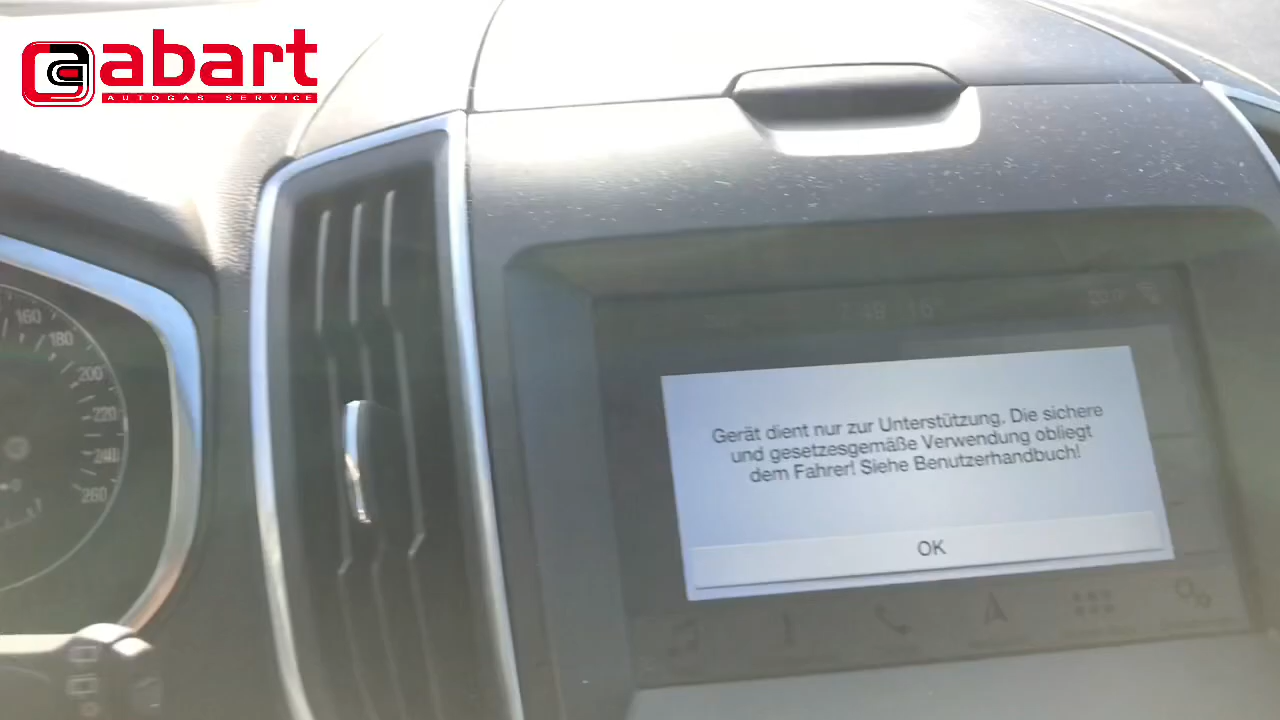 abart
AUTOGAS SERVICE
160
180
200
220
240
260
Gerät dient nur zur Unterstützung. Die sichere
und gesetzesgemäße Verwendung obliegt
dem Fahrer! Siehe Benutzerhandbuch!
OK